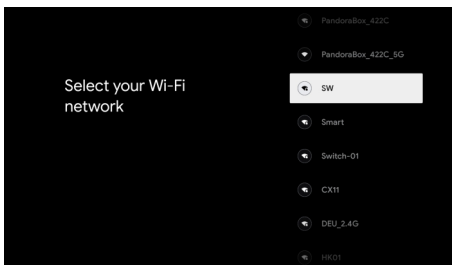 Select your Wi-Fi
network
PandoraBox_422C
PandoraBox_422C_5G
SW
Smart
Switch-01
CX11
DEU_2.4G
HK01